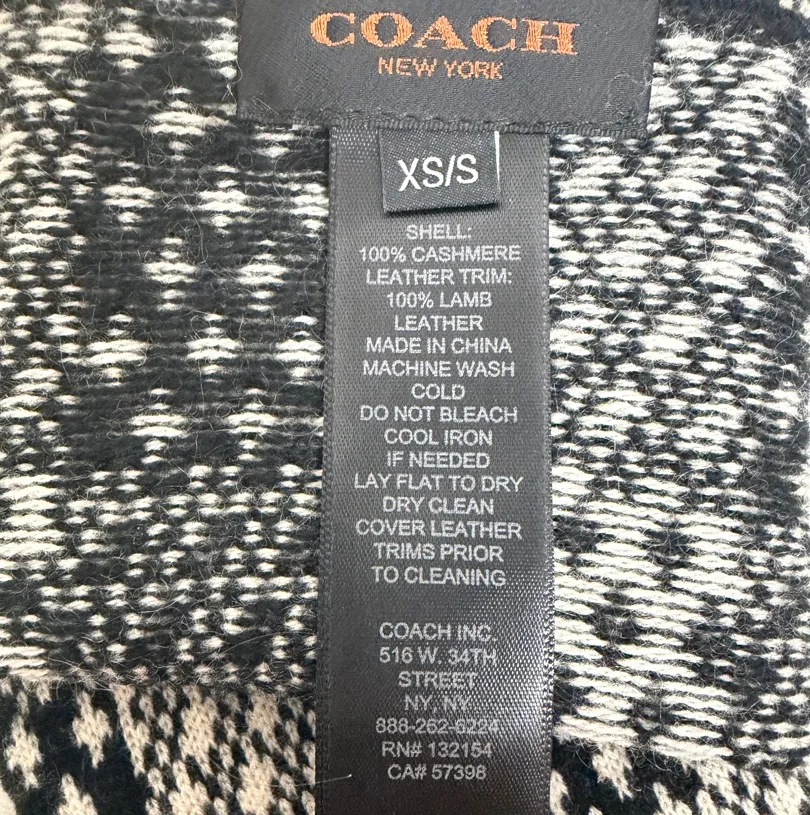 COACH
NEW YORK
XS/S
SHELL:
100% CASHMERE
LEATHER TRIM:
100% LAMB
LEATHER
MADE IN CHINA
MACHINE WASH
COLD
DO NOT BLEACH
COOL IRON
IF NEEDED
LAY FLAT TO DRY
DRY CLEAN
COVER LEATHER
TRIMS PRIOR
TO CLEANING
COACH INC.
516 W. 34TH
STREET
NY, NY
888-262-6224
RN# 132154
CA# 57398